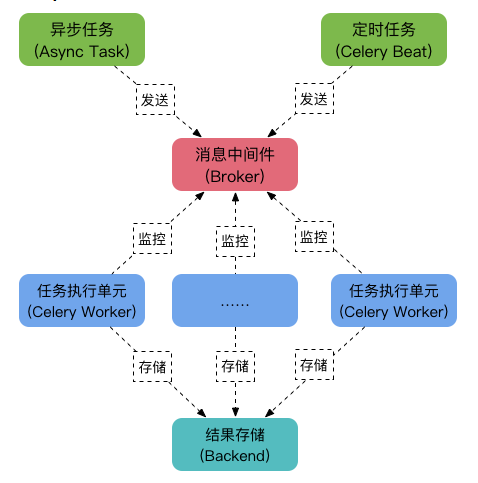 异步任务
(Async Task)
定时任务
(Celery Beat)
发送
发送
消息中间件
(Broker)
监控
监控
监控
任务执行单元
(Celery Worker)
……
任务执行单元
(Celery Worker)
存储
存储
存储
结果存储
(Backend)